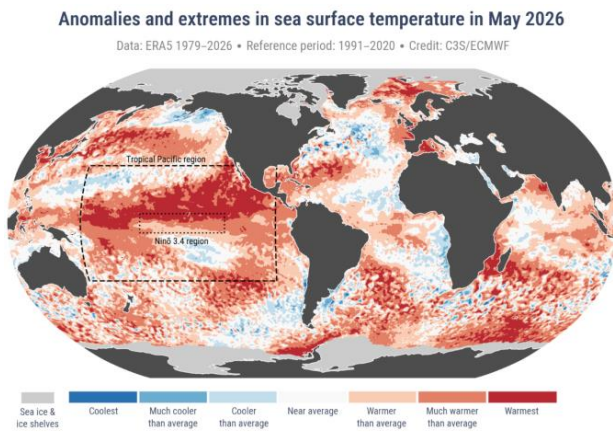 Anomalies and extremes in sea surface temperature in May 2026
Data: ERA5 1979–2026 • Reference period: 1991–2020 • Credit: C3S/ECMWF
Tropical Pacific region
Ninõ 3.4 region
Sea ice &
ice shelves
Coolest
Much cooler
than average
Cooler
than average
Near average
Warmer
than average
Much warmer
than average
Warmest